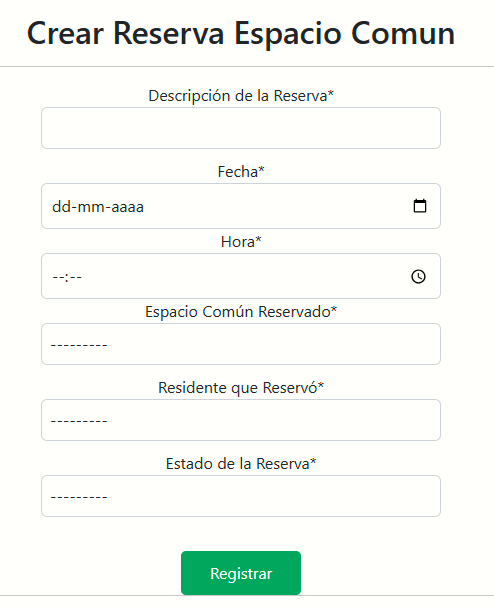 Crear Reserva Espacio Comun
Descripción de la Reserva*
Fecha*
dd-mm-aaaa
Hora*
--:--
Espacio Común Reservado*
---------
Residente que Reservó*
---------
Estado de la Reserva*
---------
Registrar